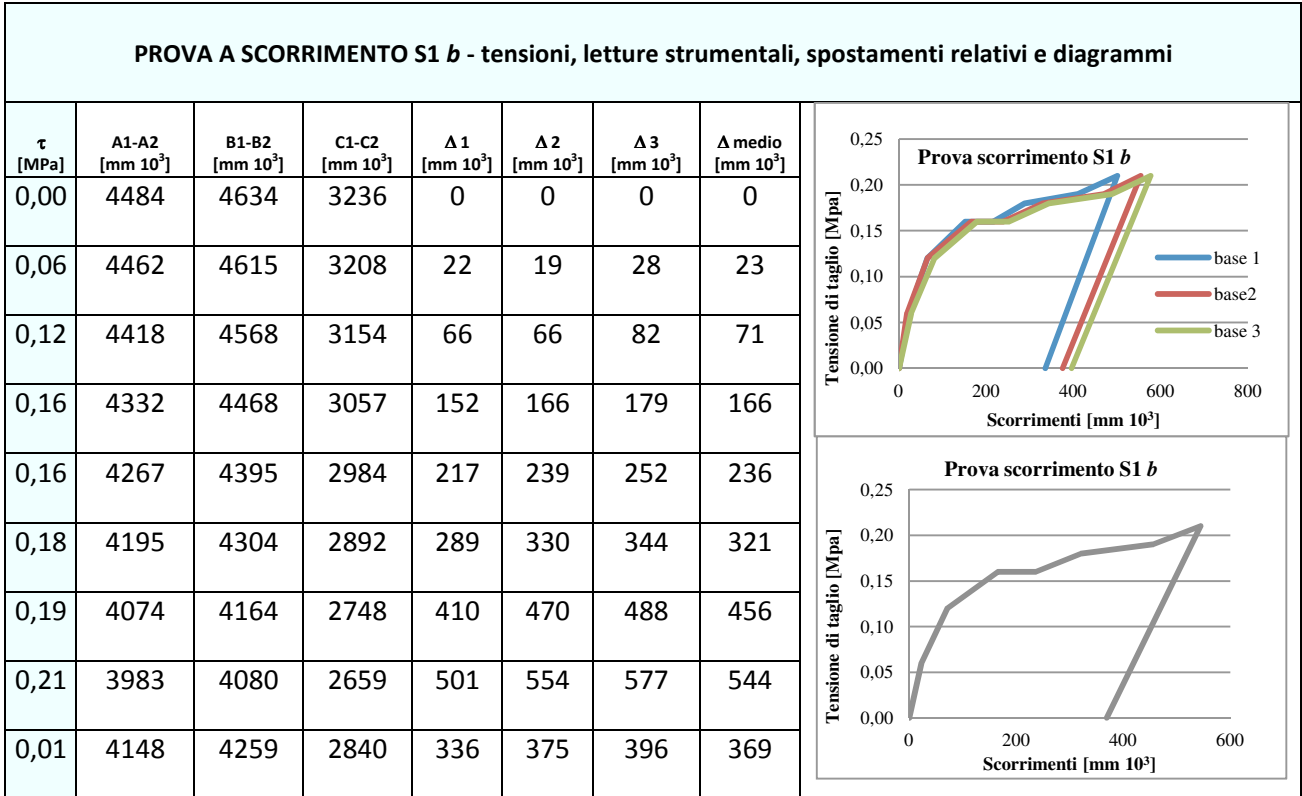 PROVA A SCORRIMENTO S1 b - tensioni, letture strumentali, spostamenti relativi e diagrammi
τ [MPa] A1-A2 [mm 10³] B1-B2 [mm 10³] C1-C2 [mm 10³] Δ 1 [mm 10³] Δ 2 [mm 10³] Δ 3 [mm 10³] Δ medio [mm 10³]
0,00 4484 4634 3236 0 0 0 0
0,06 4462 4615 3208 22 19 28 23
0,12 4418 4568 3154 66 66 82 71
0,16 4332 4468 3057 152 166 179 166
0,16 4267 4395 2984 217 239 252 236
0,18 4195 4304 2892 289 330 344 321
0,19 4074 4164 2748 410 470 488 456
0,21 3983 4080 2659 501 554 577 544
0,01 4148 4259 2840 336 375 396 369
Prova scorrimento S1 b
Tensione di taglio [Mpa]
0,25
0,20
0,15
0,10
0,05
0,00
base 1
base2
base 3
0 200 400 600 800
Scorrimenti [mm 10³]
Prova scorrimento S1 b
Tensione di taglio [Mpa]
0,25
0,20
0,15
0,10
0,05
0,00
0 200 400 600
Scorrimenti [mm 10³]